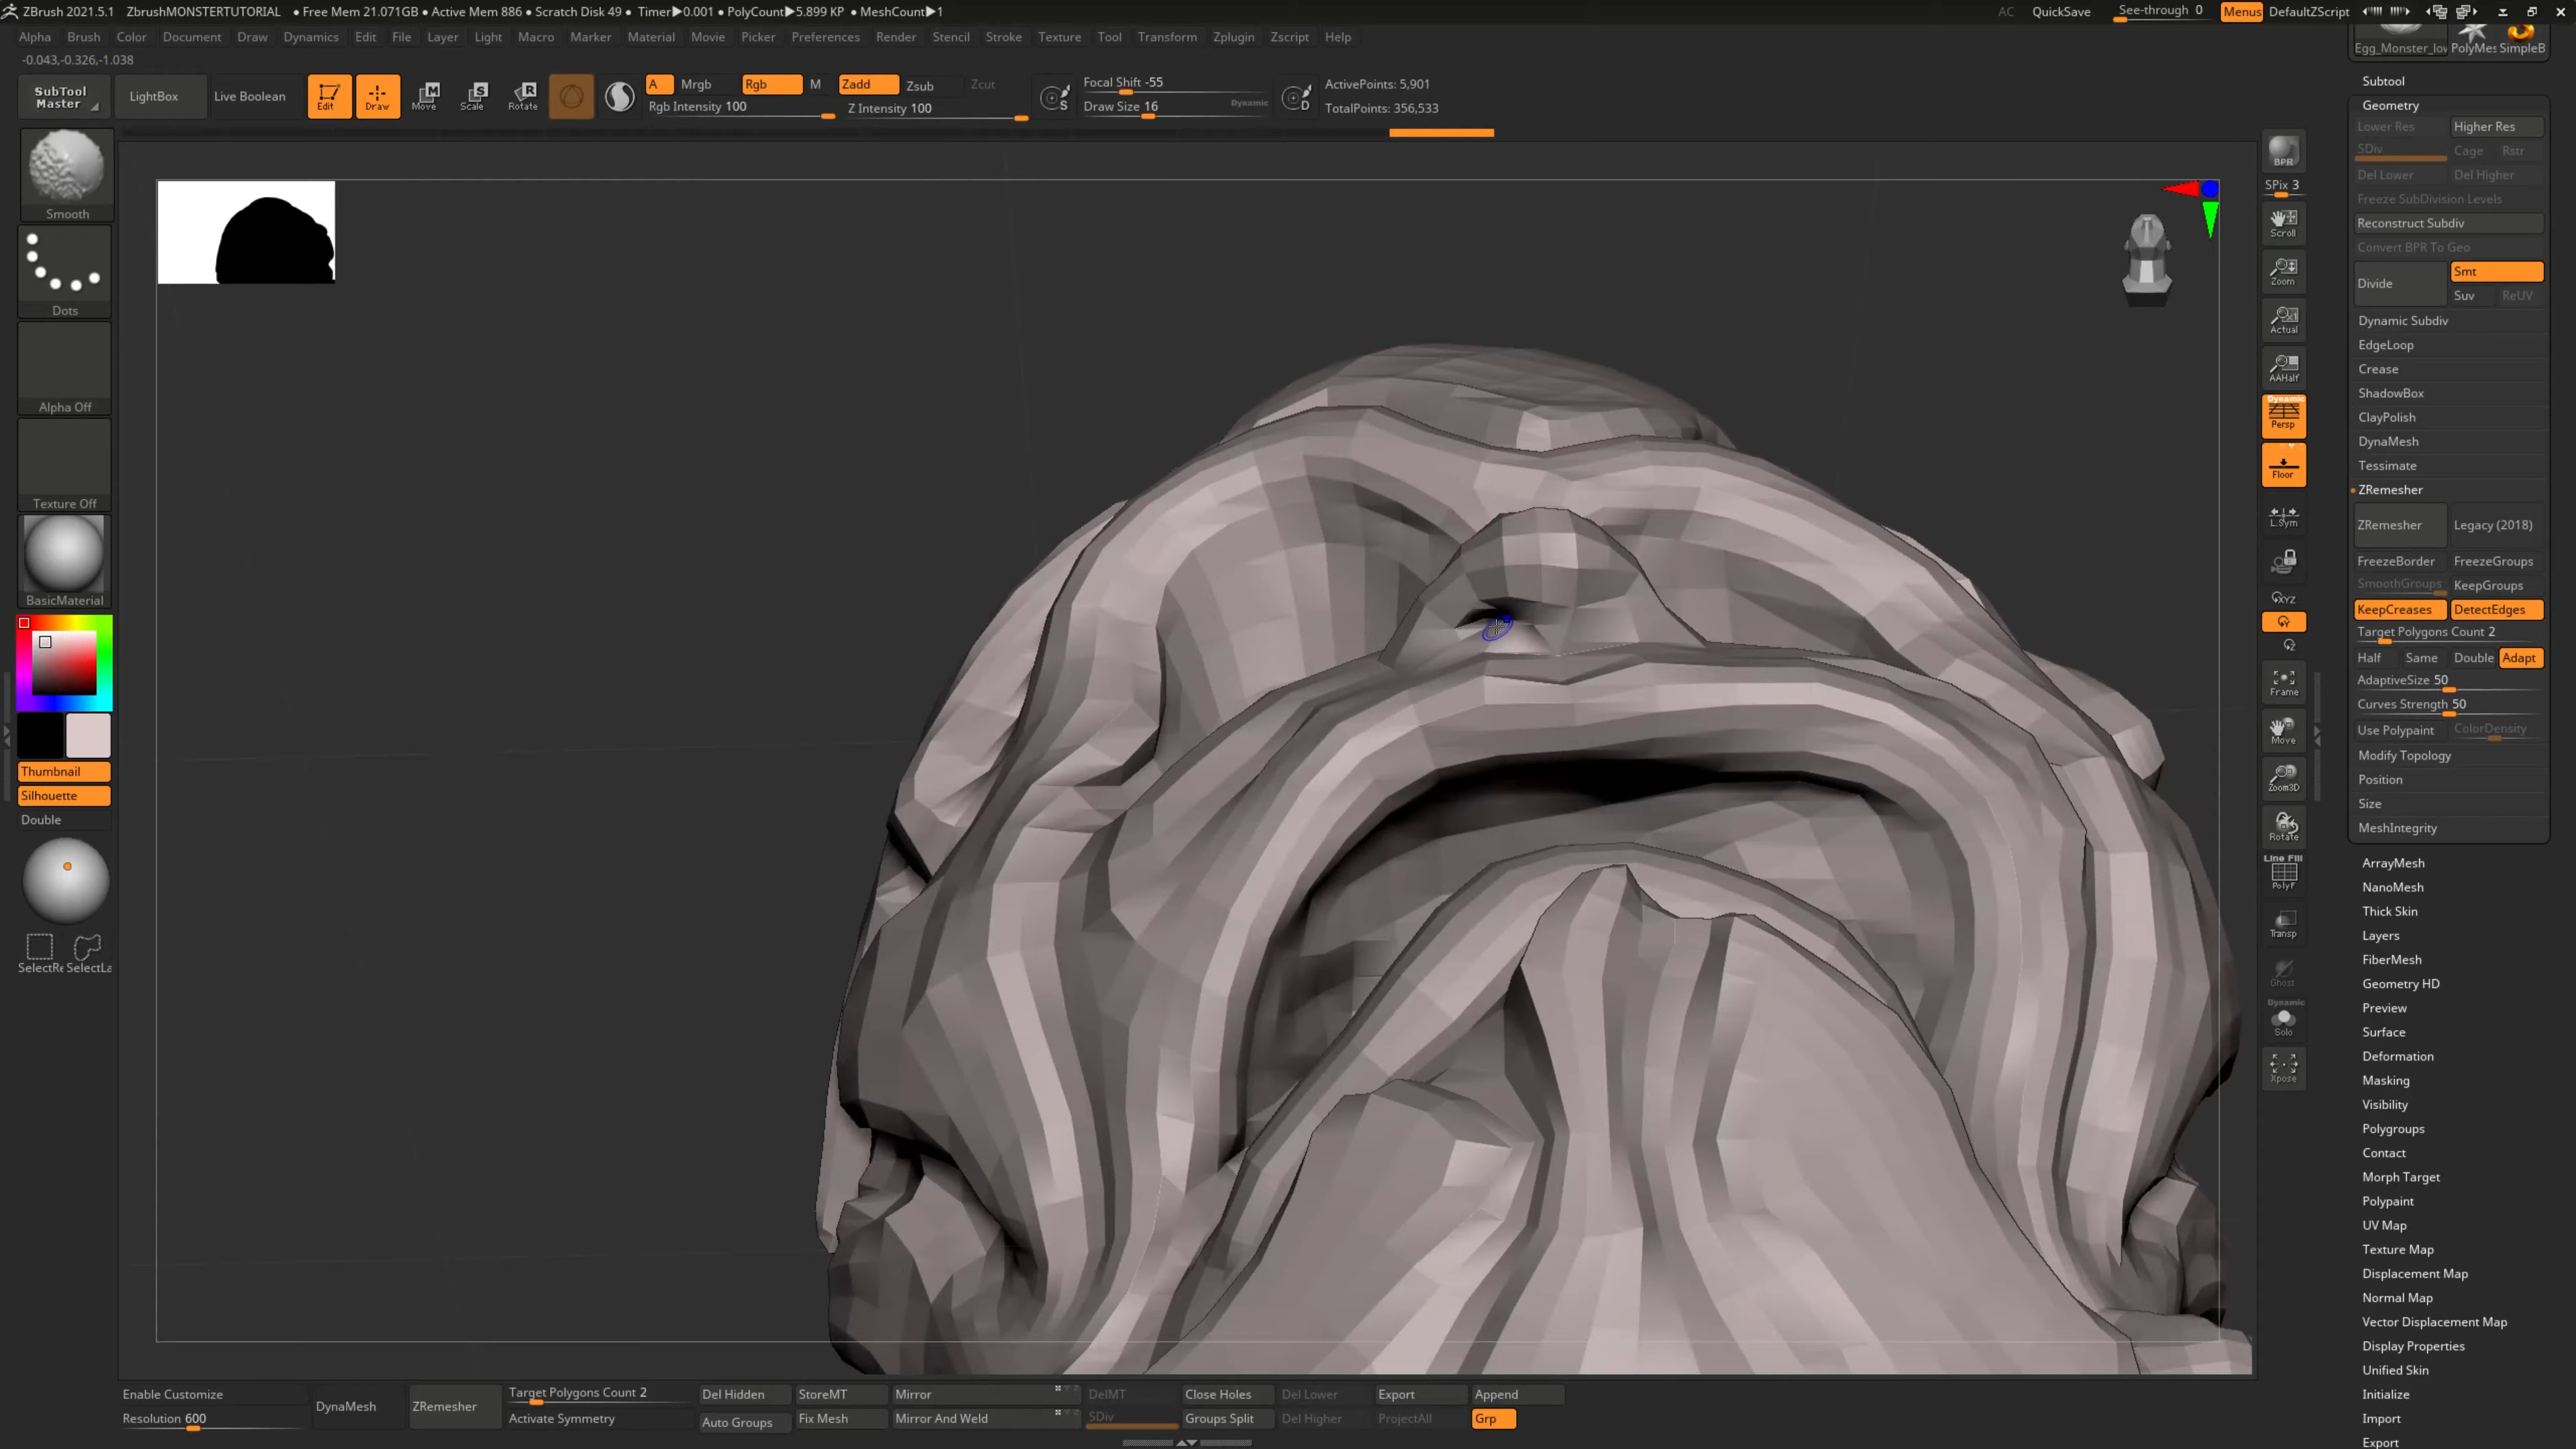 ZBrush 2021.5.1 ZbrushMONSTERTUTORIAL • Free Mem 21.071GB • Active Mem 886 • Scratch Disk 49 • Timer▶0.001 • PolyCount▶5.899 KP • MeshCount▶1 AC QuickSave See-through 0 Menus DefaultZScript
Alpha Brush Color Document Draw Dynamics Edit File Layer Light Macro Marker Material Movie Picker Preferences Render Stencil Stroke Texture Tool Transform Zplugin Zscript Help
-0.043,-0.326,-1.038
SubTool Master
LightBox
Live Boolean
Edit
Draw
Move
Scale
Rotate
A Mrgb Rgb M
Rgb Intensity 100
Zadd Zsub Zcut
Z Intensity 100
S
Focal Shift -55
Draw Size 16
Dynamic
D
ActivePoints: 5,901
TotalPoints: 356,533
Smooth
Dots
Alpha Off
Texture Off
BasicMaterial
Thumbnail
Silhouette
Double
SelectRe SelectLa
BPR
SPix 3
Scroll
Zoom
Actual
AAHalf
Dynamic
Persp
Floor
L.Sym
XYZ
Y
Z
Frame
Move
Zoom3D
Rotate
Line Fill
PolyF
Transp
Ghost
Dynamic
Solo
Xpose
Egg_Monster_lov PolyMes SimpleB
Subtool
Geometry
Lower Res Higher Res
SDiv Cage Rstr
Del Lower Del Higher
Freeze SubDivision Levels
Reconstruct Subdiv
Convert BPR To Geo
Divide Smt
Suv ReUV
Dynamic Subdiv
EdgeLoop
Crease
ShadowBox
ClayPolish
DynaMesh
Tessimate
ZRemesher
ZRemesher Legacy (2018)
FreezeBorder FreezeGroups
SmoothGroups KeepGroups
KeepCreases DetectEdges
Target Polygons Count 2
Half Same Double Adapt
AdaptiveSize 50
Curves Strength 50
Use Polypaint ColorDensity
Modify Topology
Position
Size
MeshIntegrity
ArrayMesh
NanoMesh
Thick Skin
Layers
FiberMesh
Geometry HD
Preview
Surface
Deformation
Masking
Visibility
Polygroups
Contact
Morph Target
Polypaint
UV Map
Texture Map
Displacement Map
Normal Map
Vector Displacement Map
Display Properties
Unified Skin
Initialize
Import
Export
Enable Customize
Resolution 600
DynaMesh
ZRemesher
Target Polygons Count 2
Activate Symmetry
Del Hidden StoreMT Mirror DelMT Close Holes Del Lower Export Append
Auto Groups Fix Mesh Mirror And Weld SDiv Groups Split Del Higher ProjectAll Grp